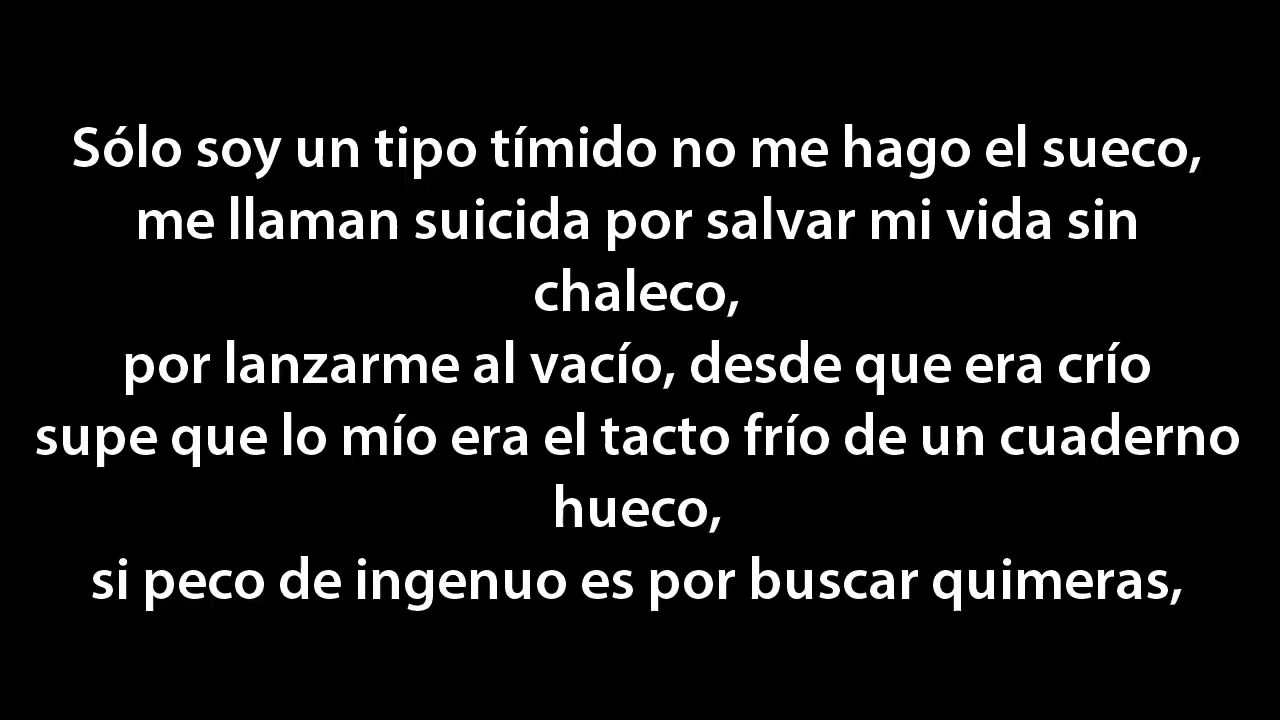 Sólo soy un tipo tímido no me hago el sueco,
me llaman suicida por salvar mi vida sin
chaleco,
por lanzarme al vacío, desde que era crío
supe que lo mío era el tacto frío de un cuaderno
hueco,
si peco de ingenuo es por buscar quimeras,